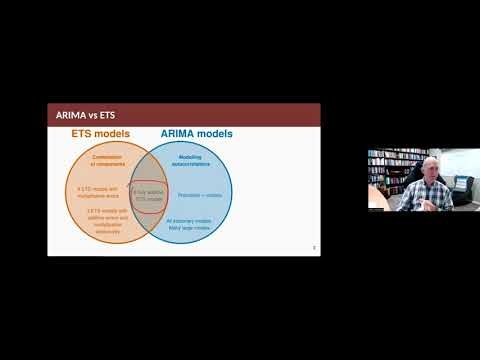 ARIMA vs ETS
ETS models
ARIMA models
Combination
of components
Modelling
autocorrelations
9 ETS models with
multiplicative errors
3 ETS models with
additive errors and
multiplicative
seasonality
6 fully additive
ETS models
Potentially ∞ models
All stationary models
Many large models